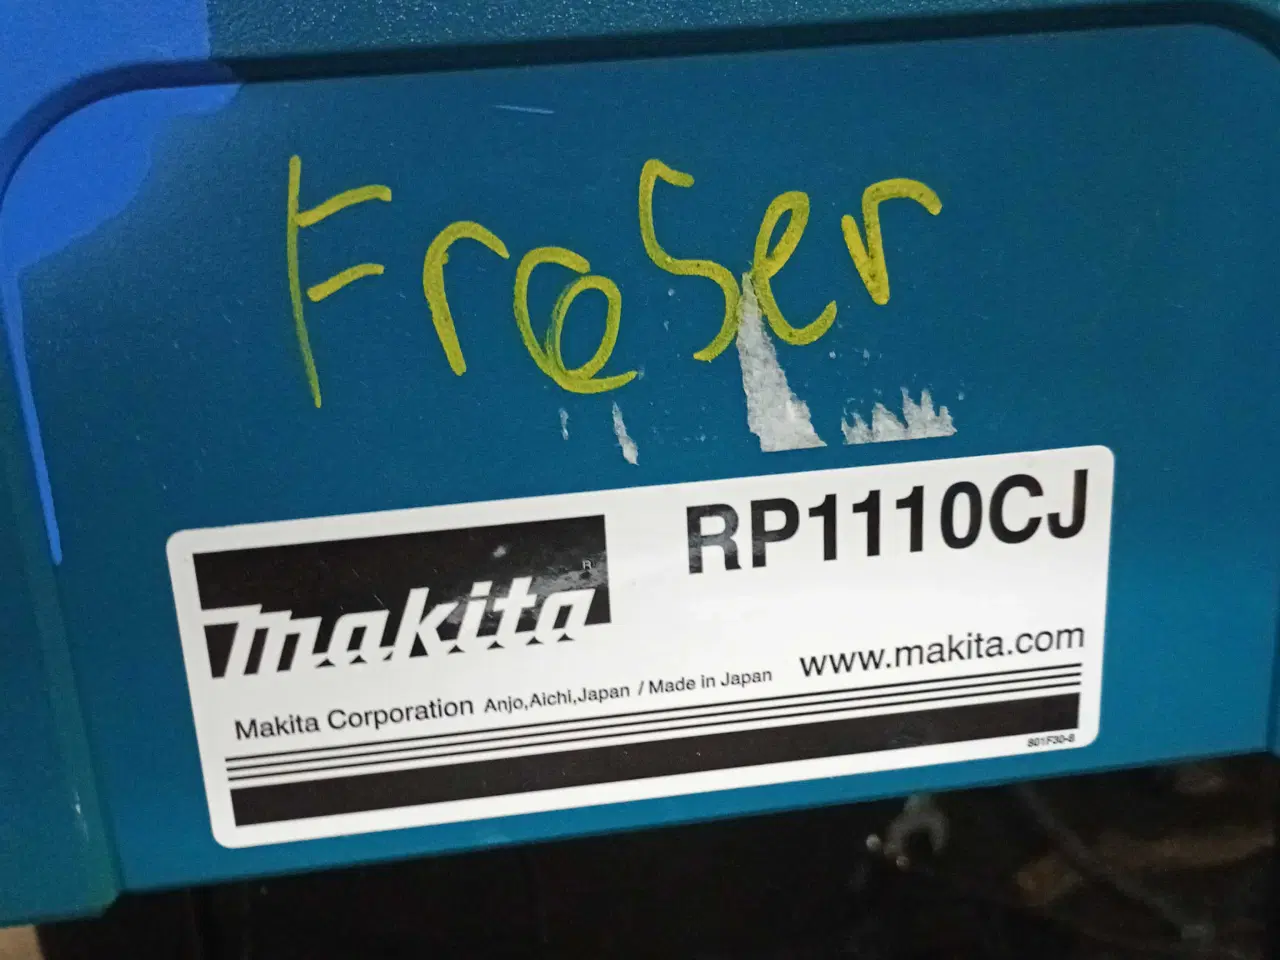 Fraser
makita ®
RP1110CJ
www.makita.com
Makita Corporation Anjo,Aichi,Japan / Made in Japan
801F30-8